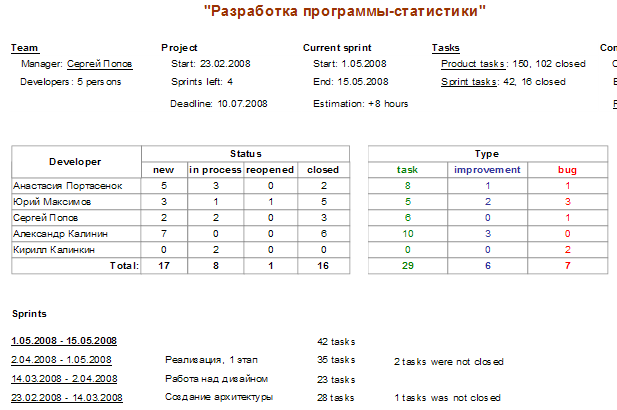 "Разработка программы-статистики"
Team Project Current sprint Tasks
Manager: Сергей Попов Start: 23.02.2008 Start: 1.05.2008 Product tasks: 150, 102 closed
Developers: 5 persons Sprints left: 4 End: 15.05.2008 Sprint tasks: 42, 16 closed
Deadline: 10.07.2008 Estimation: +8 hours
Developer Status Type
new in process reopened closed task improvement bug
Анастасия Портасенок 5 3 0 2 8 1 1
Юрий Максимов 3 1 1 5 5 2 3
Сергей Попов 2 2 0 3 6 0 1
Александр Калинин 7 0 0 6 10 3 0
Кирилл Калинкин 0 2 0 0 0 0 2
Total: 17 8 1 16 29 6 7
Sprints
1.05.2008 - 15.05.2008 42 tasks
2.04.2008 - 1.05.2008 Реализация, 1 этап 35 tasks 2 tasks were not closed
14.03.2008 - 2.04.2008 Работа над дизайном 23 tasks
23.02.2008 - 14.03.2008 Создание архитектуры 28 tasks 1 tasks was not closed